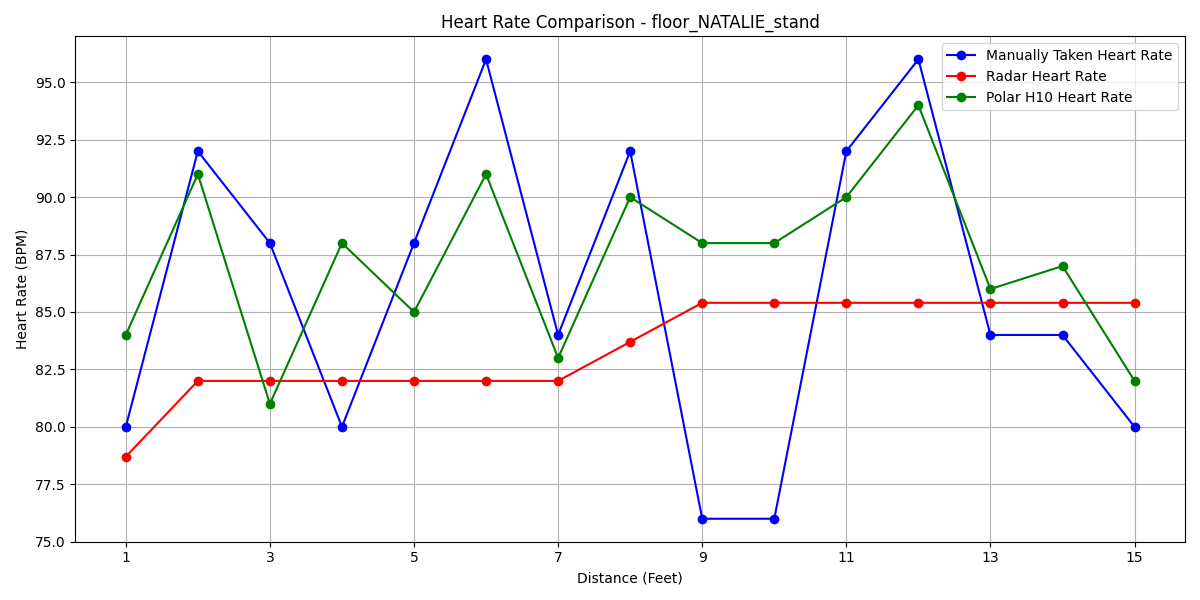 Heart Rate Comparison - floor_NATALIE_stand
Manually Taken Heart Rate
Radar Heart Rate
Polar H10 Heart Rate
Heart Rate (BPM)
95.0
92.5
90.0
87.5
85.0
82.5
80.0
77.5
75.0
1 3 5 7 9 11 13 15
Distance (Feet)